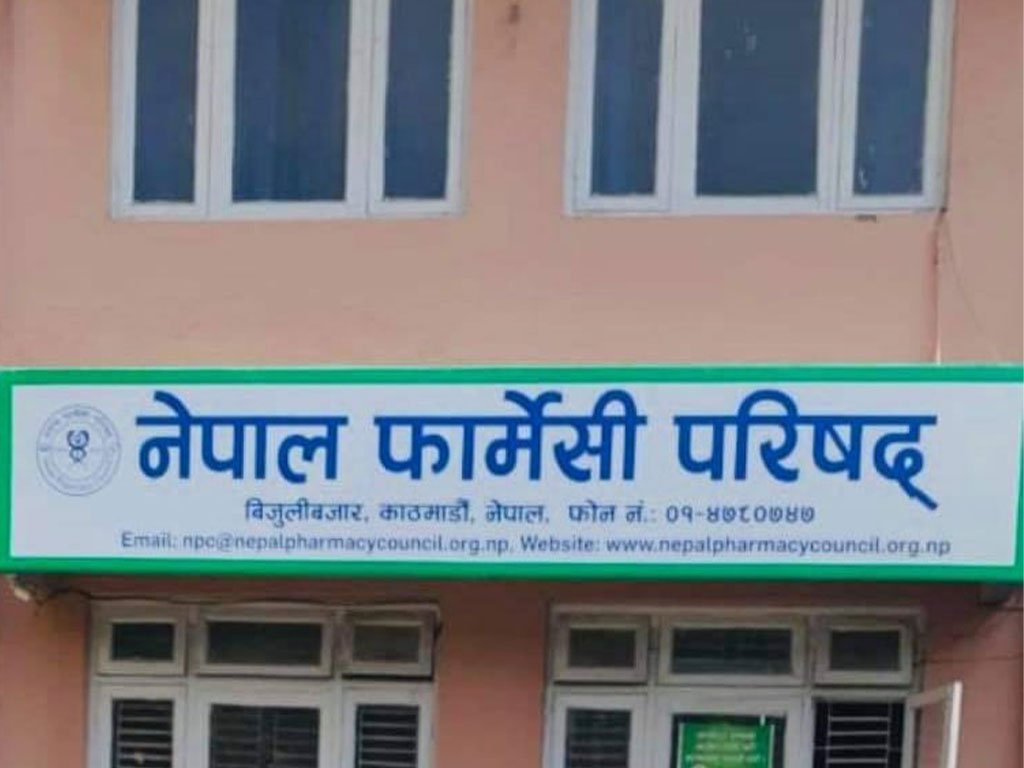 नेपाल फार्मेसी परिषद्
बिजुलीबजार, काठमाडौं, नेपाल, फोन नं.: ०१-४७८०७४७
Email: npc@nepalpharmacycouncil.org.np, Website: www.nepalpharmacycouncil.org.np